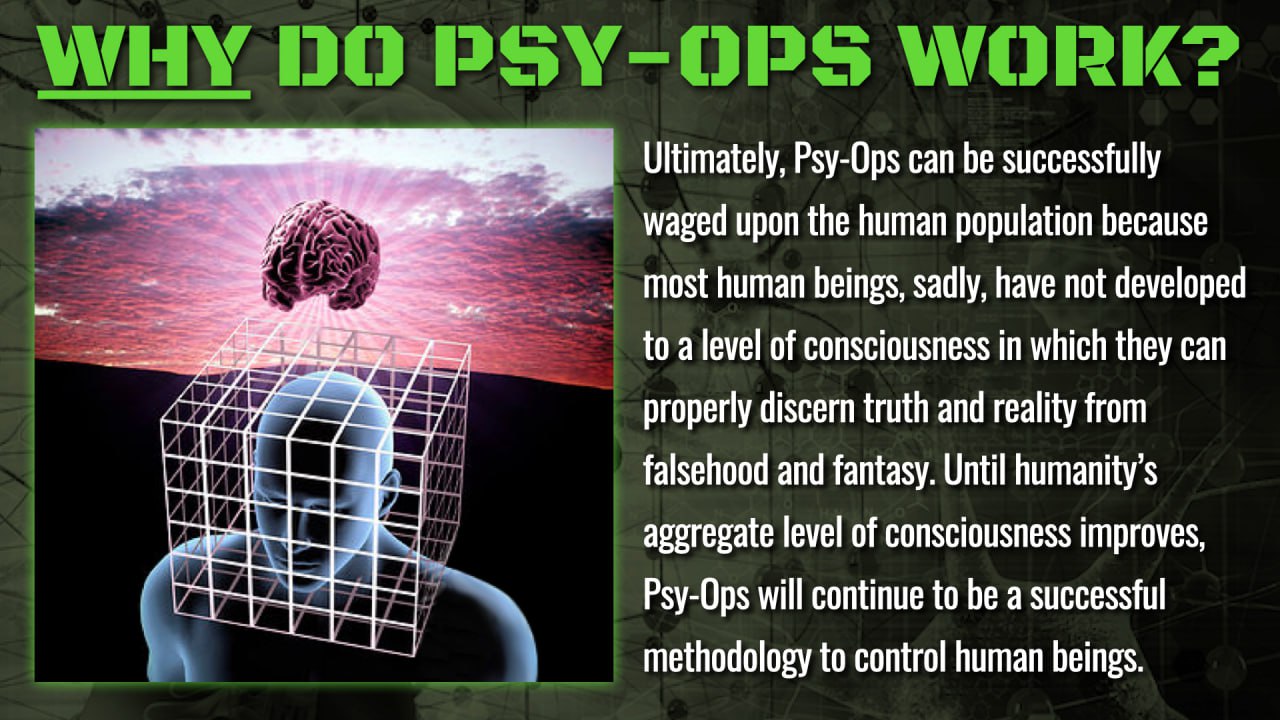 WHY DO PSY-OPS WORK?
Ultimately, Psy-Ops can be successfully
waged upon the human population because
most human beings, sadly, have not developed
to a level of consciousness in which they can
properly discern truth and reality from
falsehood and fantasy. Until humanity’s
aggregate level of consciousness improves,
Psy-Ops will continue to be a successful
methodology to control human beings.